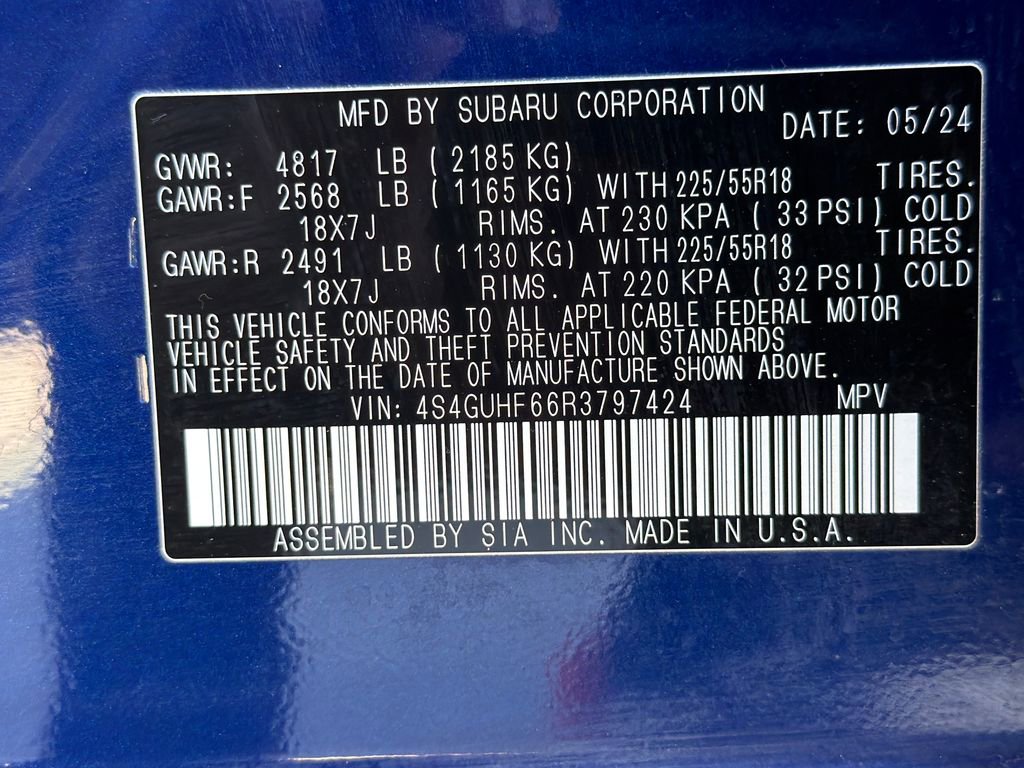 MFD BY SUBARU CORPORATION
DATE: 05/24
GVWR: 4817 LB ( 2185 KG)
GAWR:F 2568 LB ( 1165 KG) WITH 225/55R18 TIRES.
18X7J RIMS. AT 230 KPA ( 33 PSI) COLD
GAWR:R 2491 LB ( 1130 KG) WITH 225/55R18 TIRES.
18X7J RIMS. AT 220 KPA ( 32 PSI) COLD
THIS VEHICLE CONFORMS TO ALL APPLICABLE FEDERAL MOTOR
VEHICLE SAFETY AND THEFT PREVENTION STANDARDS
IN EFFECT ON THE DATE OF MANUFACTURE SHOWN ABOVE.
VIN: 4S4GUHF66R3797424 MPV
ASSEMBLED BY SIA INC. MADE IN U.S.A.